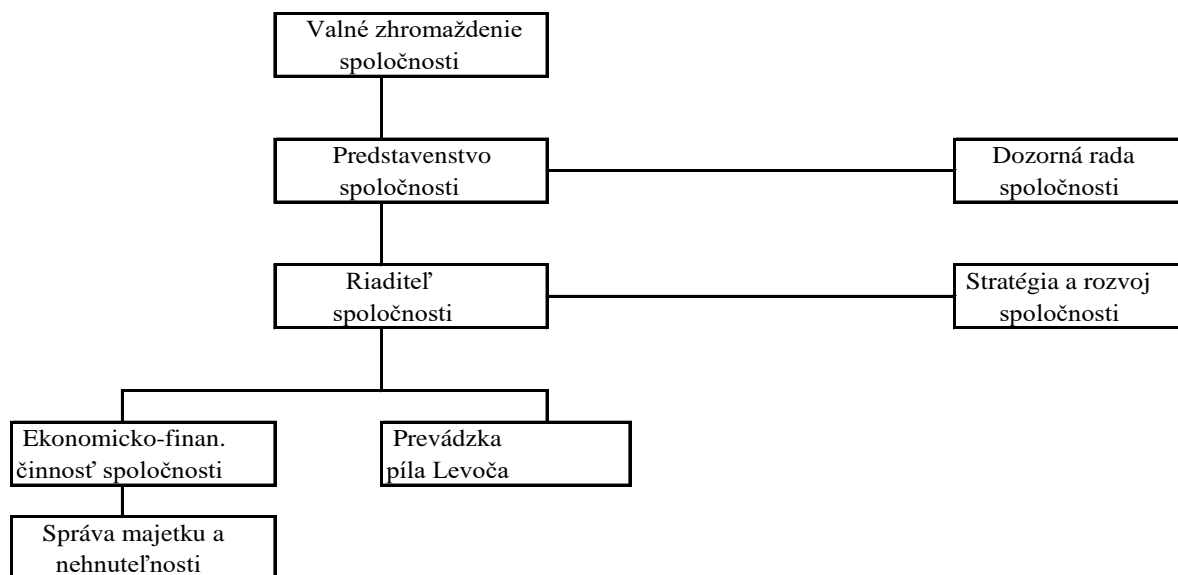 Valné zhromaždenie
spoločnosti
Predstavenstvo
spoločnosti
Dozorná rada
spoločnosti
Riaditeľ
spoločnosti
Stratégia a rozvoj
spoločnosti
Ekonomicko-finan.
činnosť spoločnosti
Prevádzka
píla Levoča
Správa majetku a
nehnuteľnosti